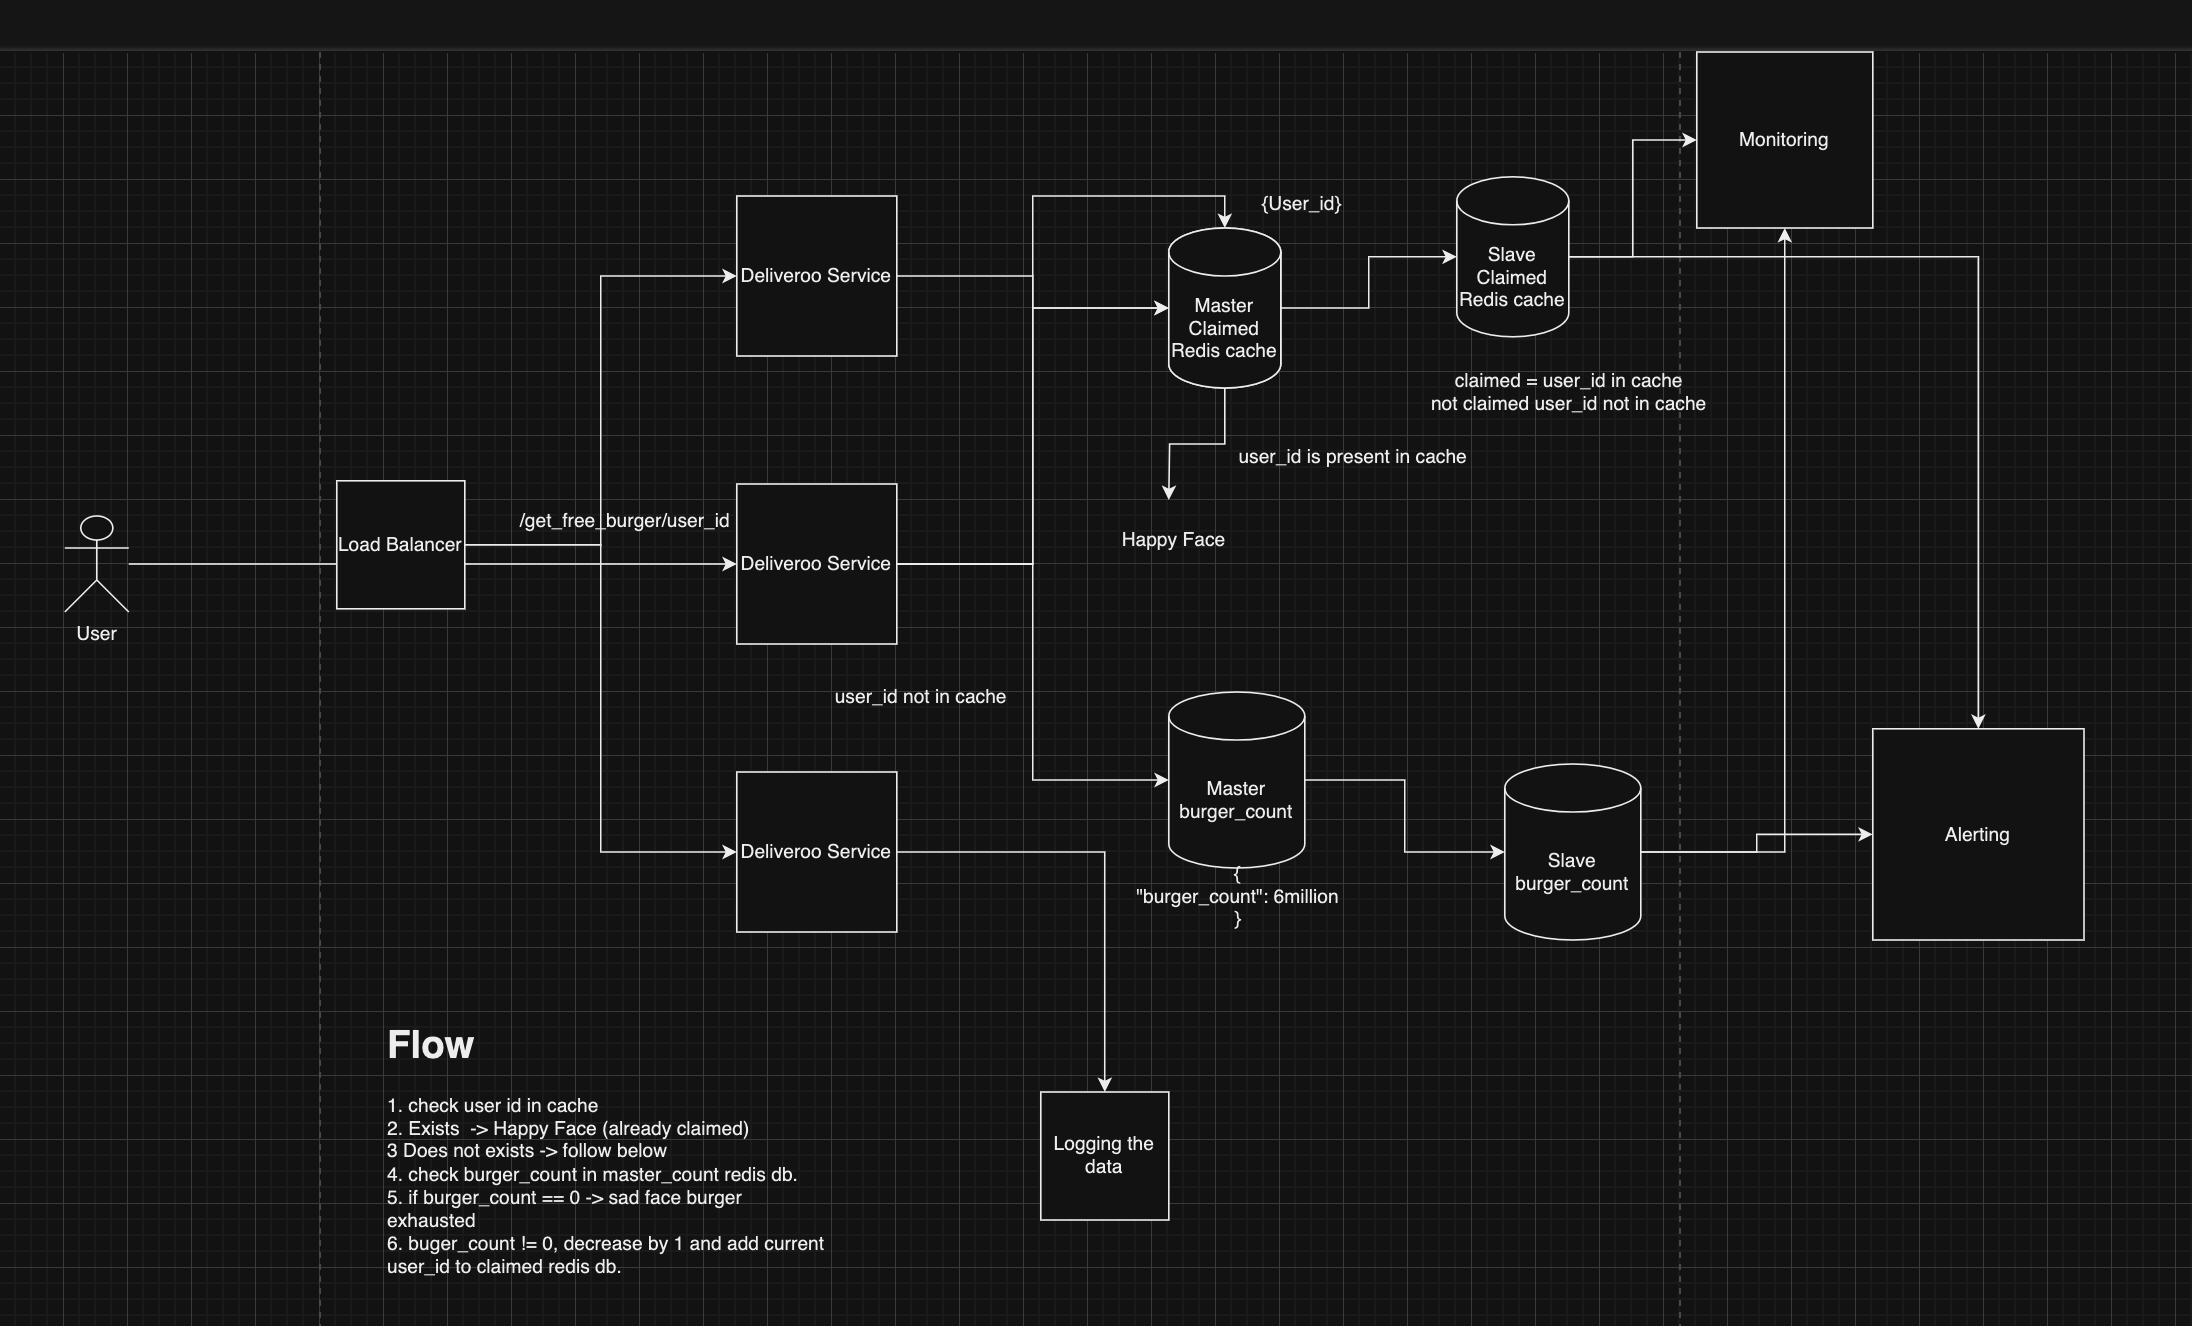 Monitoring
{User_id}
Deliveroo Service
Master
Claimed
Redis cache
Slave
Claimed
Redis cache
claimed = user_id in cache
not claimed user_id not in cache
user_id is present in cache
Happy Face
/get_free_burger/user_id
Load Balancer
Deliveroo Service
User
user_id not in cache
Master
burger_count
{
"burger_count": 6million
}
Deliveroo Service
Slave
burger_count
Alerting
Flow
1. check user id in cache
2. Exists  -> Happy Face (already claimed)
3 Does not exists -> follow below
4. check burger_count in master_count redis db.
5. if burger_count == 0 -> sad face burger
exhausted
6. buger_count != 0, decrease by 1 and add current
user_id to claimed redis db.
Logging the
data